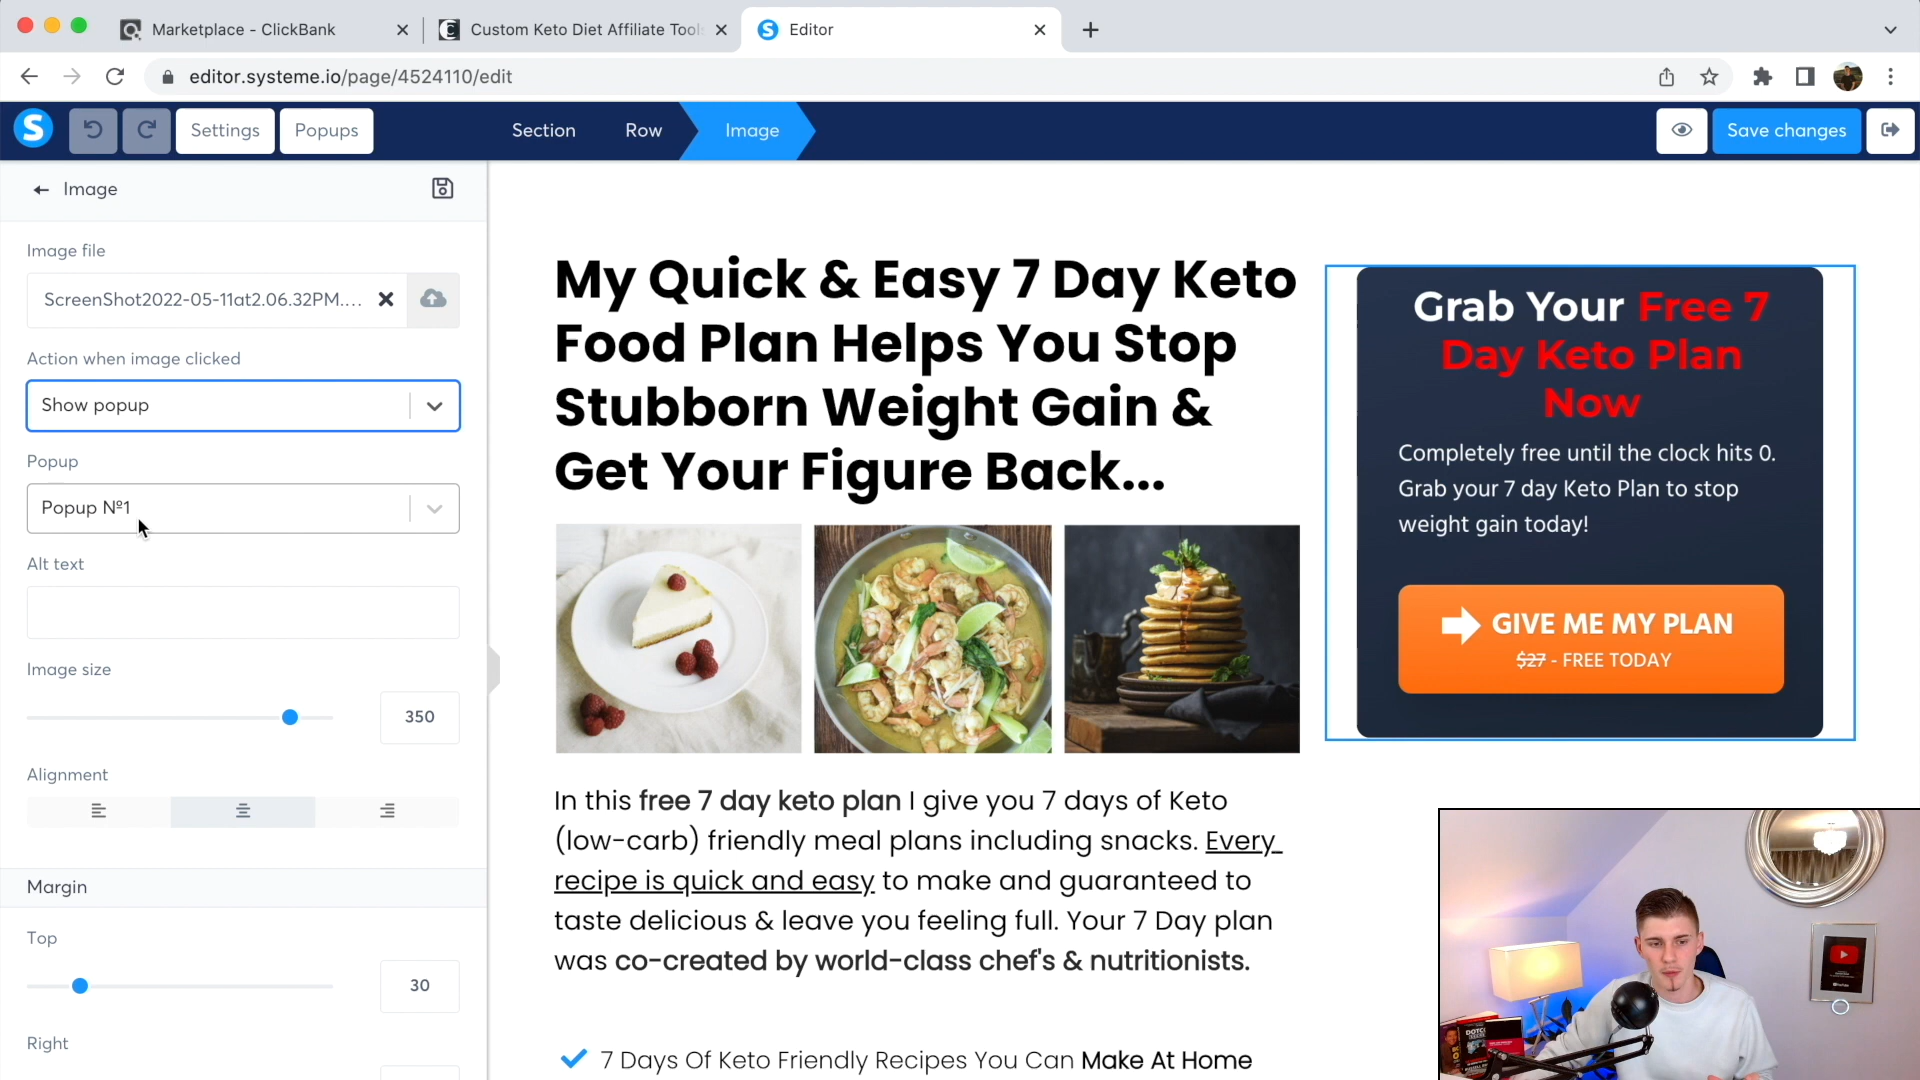 Marketplace - ClickBank
Custom Keto Diet Affiliate Tools
Editor
editor.systeme.io/page/4524110/edit
S
Settings
Popups
Section
Row
Image
Save changes
Image
Image file
ScreenShot2022-05-11at2.06.32PM....
Action when image clicked
Show popup
Popup
Popup Nº1
Alt text
Image size
350
Alignment
Margin
Top
30
Right
My Quick & Easy 7 Day Keto
Food Plan Helps You Stop
Stubborn Weight Gain &
Get Your Figure Back...
In this free 7 day keto plan I give you 7 days of Keto
(low-carb) friendly meal plans including snacks. Every
recipe is quick and easy to make and guaranteed to
taste delicious & leave you feeling full. Your 7 Day plan
was co-created by world-class chef's & nutritionists.
7 Days Of Keto Friendly Recipes You Can Make At Home
Grab Your Free 7
Day Keto Plan
Now
Completely free until the clock hits 0.
Grab your 7 day Keto Plan to stop
weight gain today!
GIVE ME MY PLAN
$27 - FREE TODAY